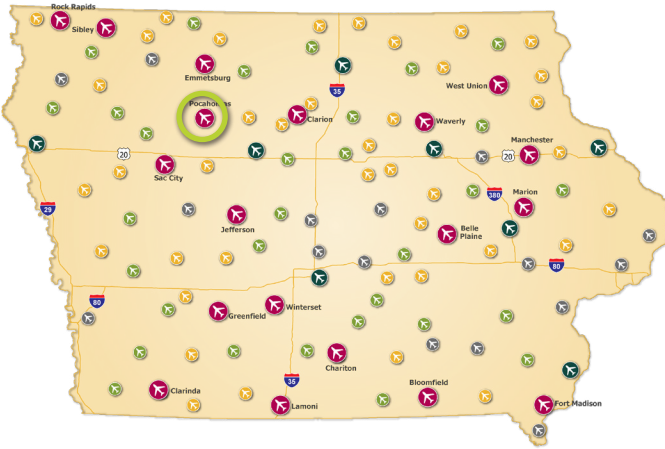 Rock Rapids
Sibley
Emmetsburg
35
West Union
Pocahontas
Clarion
Waverly
Manchester
20
20
Sac City
380
Marion
29
Jefferson
Belle
Plaine
80
80
Winterset
Greenfield
Chariton
35
Clarinda
Bloomfield
Lamoni
Fort Madison